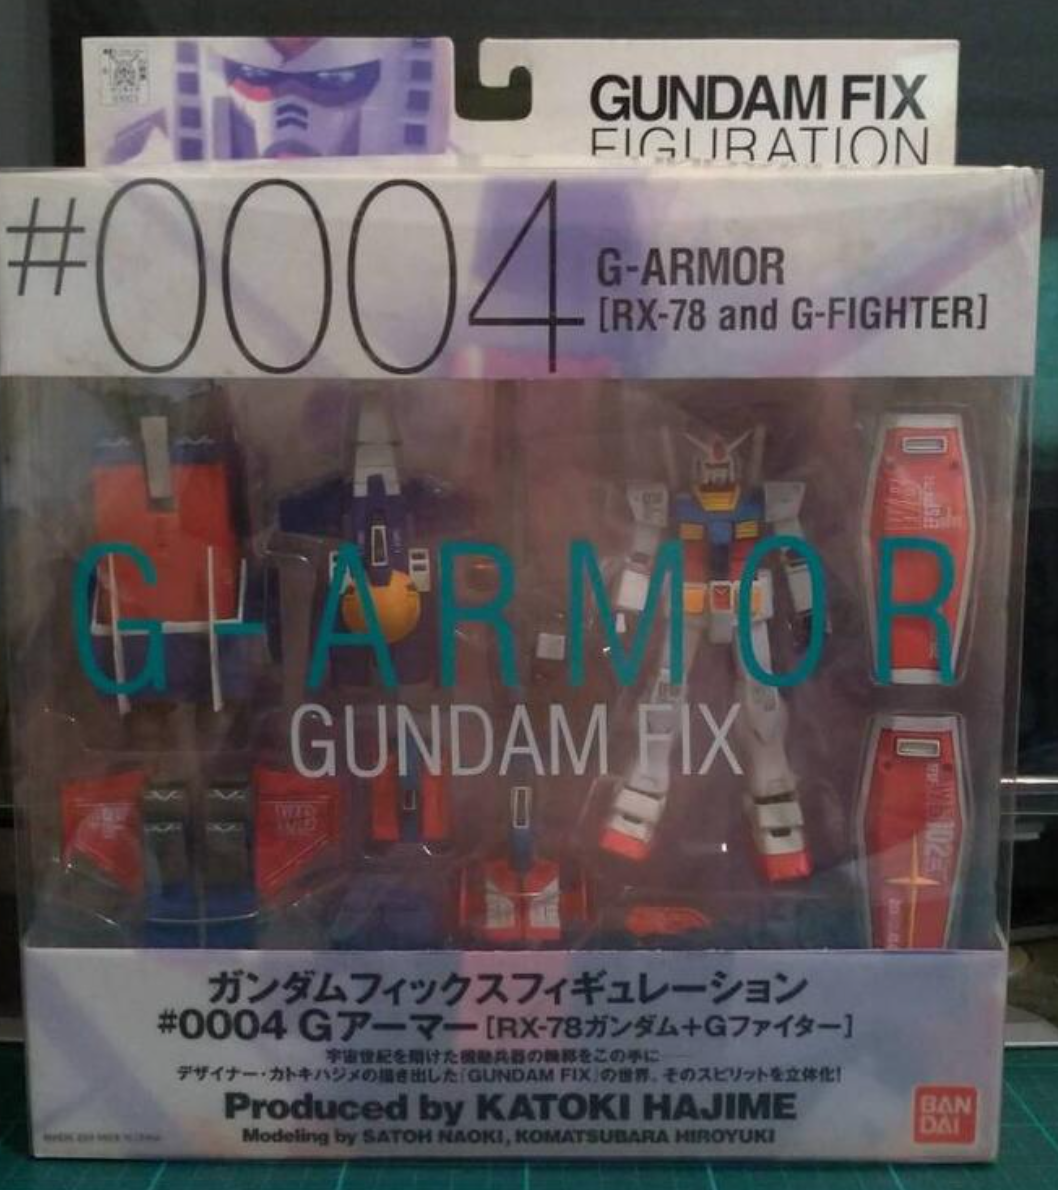 GUNDAM FIX
FIGURATION
#0004
G-ARMOR
[RX-78 and G-FIGHTER]
G-ARMOR
GUNDAM FIX
ガンダムフィックスフィギュレーション
#0004 Gアーマー [RX-78ガンダム+Gファイター]
宇宙世紀を駆けた機動兵器の機部をこの手に
デザイナー・カトキハジメの描き出した「GUNDAM FIX」の世界。そのスピリットを立体化!
Produced by KATOKI HAJIME
Modeling by SATOH NAOKI, KOMATSUBARA HIROYUKI
BAN
DAI